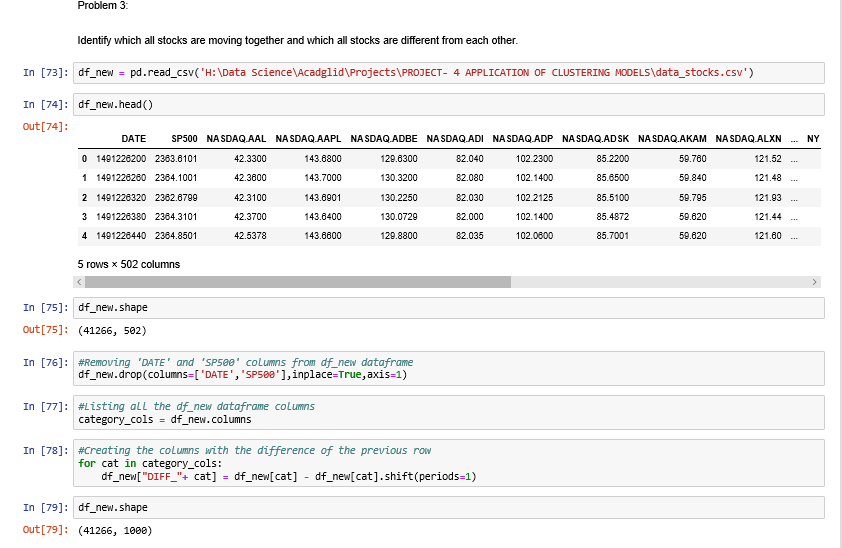 Problem 3:
Identify which all stocks are moving together and which all stocks are different from each other.
In [73]: df_new = pd.read_csv('H:\Data Science\Acadglid\Projects\PROJECT- 4 APPLICATION OF CLUSTERING MODELS\data_stocks.csv')
In [74]: df_new.head()
Out[74]:
DATE SP500 NASDAQ.AAL NASDAQ.AAPL NASDAQ.ADBE NASDAQ.ADI NASDAQ.ADP NASDAQ.ADSK NASDAQ.AKAM NASDAQ.ALXN ... NY
0 1491226200 2363.6101 42.3300 143.6800 129.6300 82.040 102.2300 85.2200 59.760 121.52 ...
1 1491226260 2364.1001 42.3600 143.7000 130.3200 82.080 102.1400 85.6500 59.840 121.48 ...
2 1491226320 2362.6799 42.3100 143.6901 130.2250 82.030 102.2125 85.5100 59.795 121.93 ...
3 1491226380 2364.3101 42.3700 143.6400 130.0729 82.000 102.1400 85.4872 59.620 121.44 ...
4 1491226440 2364.8501 42.5378 143.6600 129.8800 82.035 102.0600 85.7001 59.620 121.60 ...
5 rows × 502 columns
In [75]: df_new.shape
Out[75]: (41266, 502)
In [76]: #Removing 'DATE' and 'SP500' columns from df_new dataframe
df_new.drop(columns=['DATE','SP500'],inplace=True,axis=1)
In [77]: #Listing all the df_new dataframe columns
category_cols = df_new.columns
In [78]: #Creating the columns with the difference of the previous row
for cat in category_cols:
df_new["DIFF_"+ cat] = df_new[cat] - df_new[cat].shift(periods=1)
In [79]: df_new.shape
Out[79]: (41266, 1000)